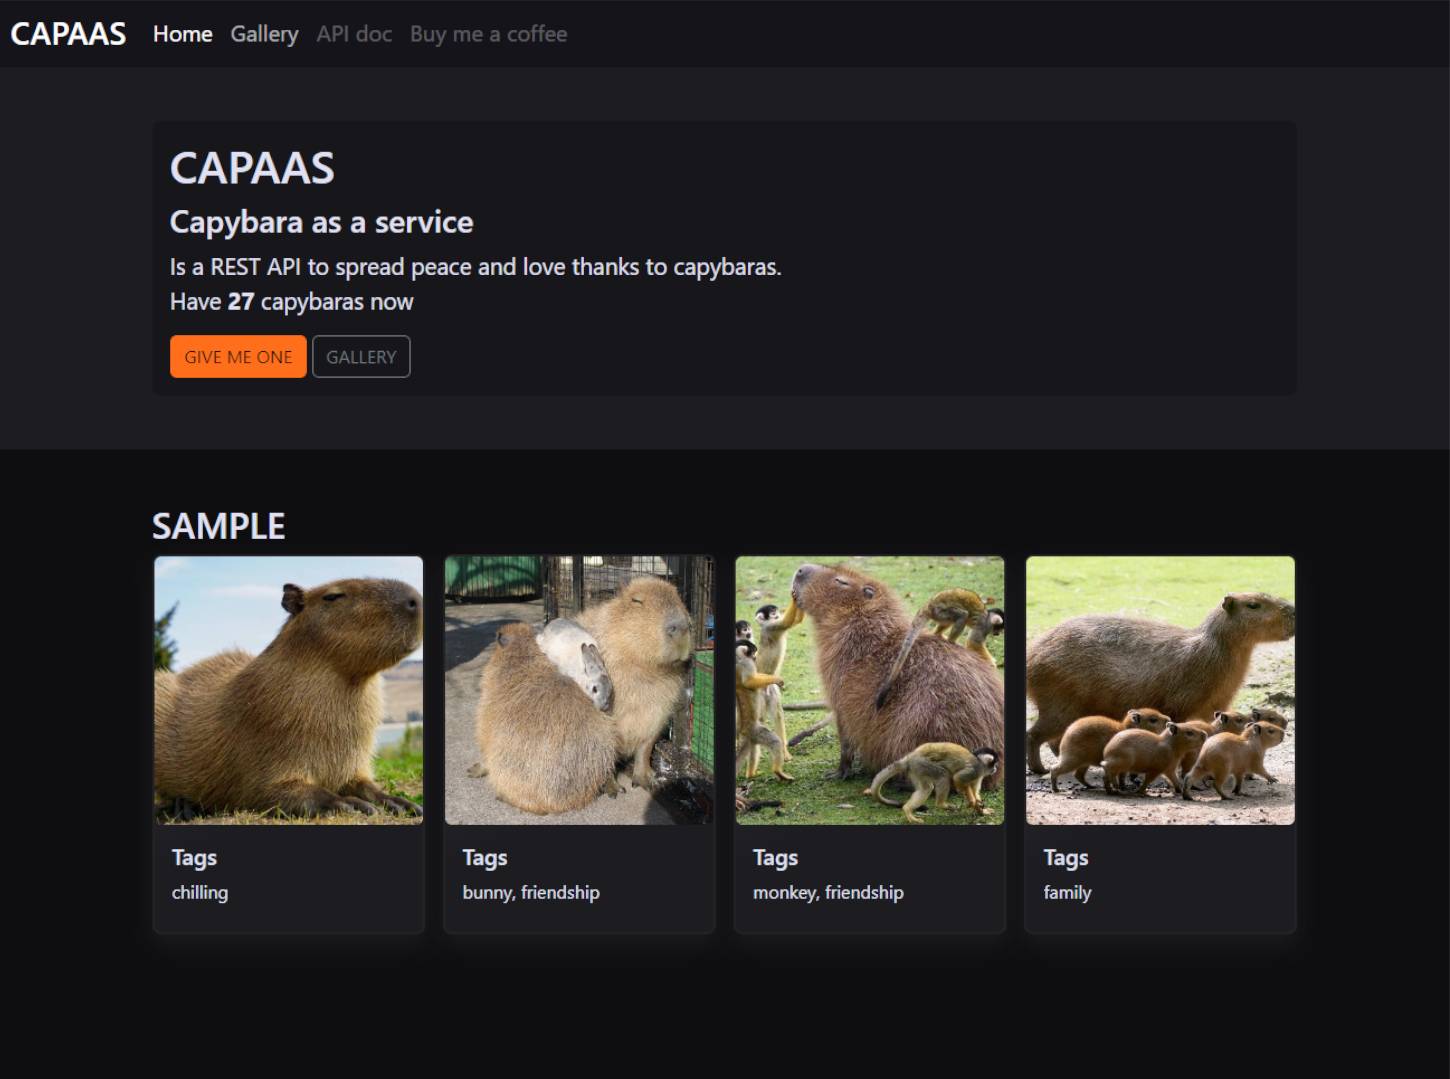 CAPAAS Home Gallery API doc Buy me a coffee
CAPAAS
Capybara as a service
Is a REST API to spread peace and love thanks to capybaras.
Have 27 capybaras now
GIVE ME ONE GALLERY
SAMPLE
Tags
chilling
Tags
bunny, friendship
Tags
monkey, friendship
Tags
family